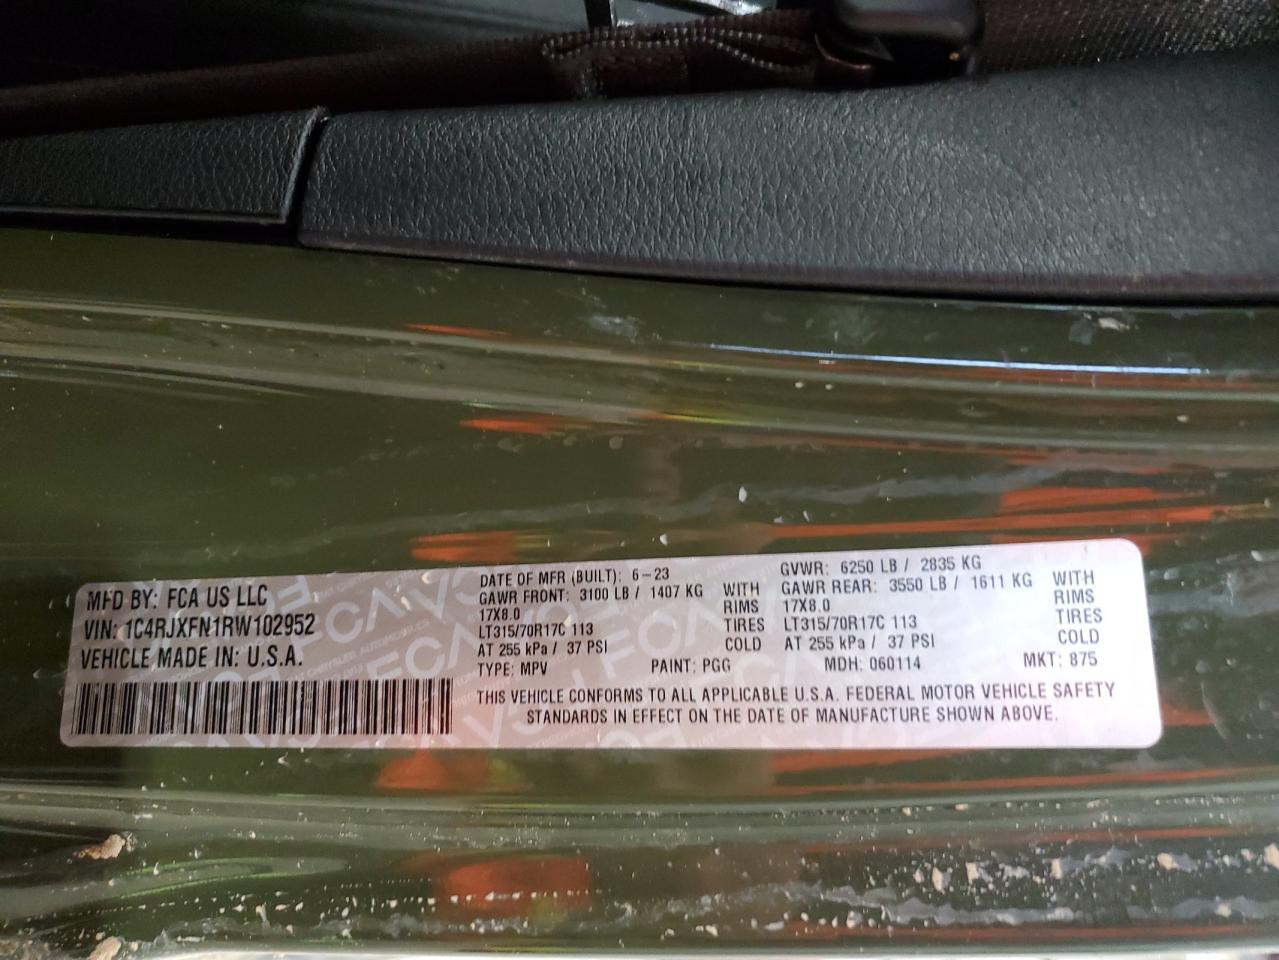 MFD BY: FCA US LLC
VIN: 1C4RJXFN1RW102952
VEHICLE MADE IN: U.S.A.
DATE OF MFR (BUILT): 6-23
GAWR FRONT: 3100 LB / 1407 KG WITH
17X8.0 RIMS
LT315/70R17C 113 TIRES
AT 255 kPa / 37 PSI COLD
GVWR: 6250 LB / 2835 KG
GAWR REAR: 3550 LB / 1611 KG WITH
17X8.0 RIMS
LT315/70R17C 113 TIRES
AT 255 kPa / 37 PSI COLD
TYPE: MPV PAINT: PGG MDH: 060114 MKT: 875
THIS VEHICLE CONFORMS TO ALL APPLICABLE U.S.A. FEDERAL MOTOR VEHICLE SAFETY
STANDARDS IN EFFECT ON THE DATE OF MANUFACTURE SHOWN ABOVE.